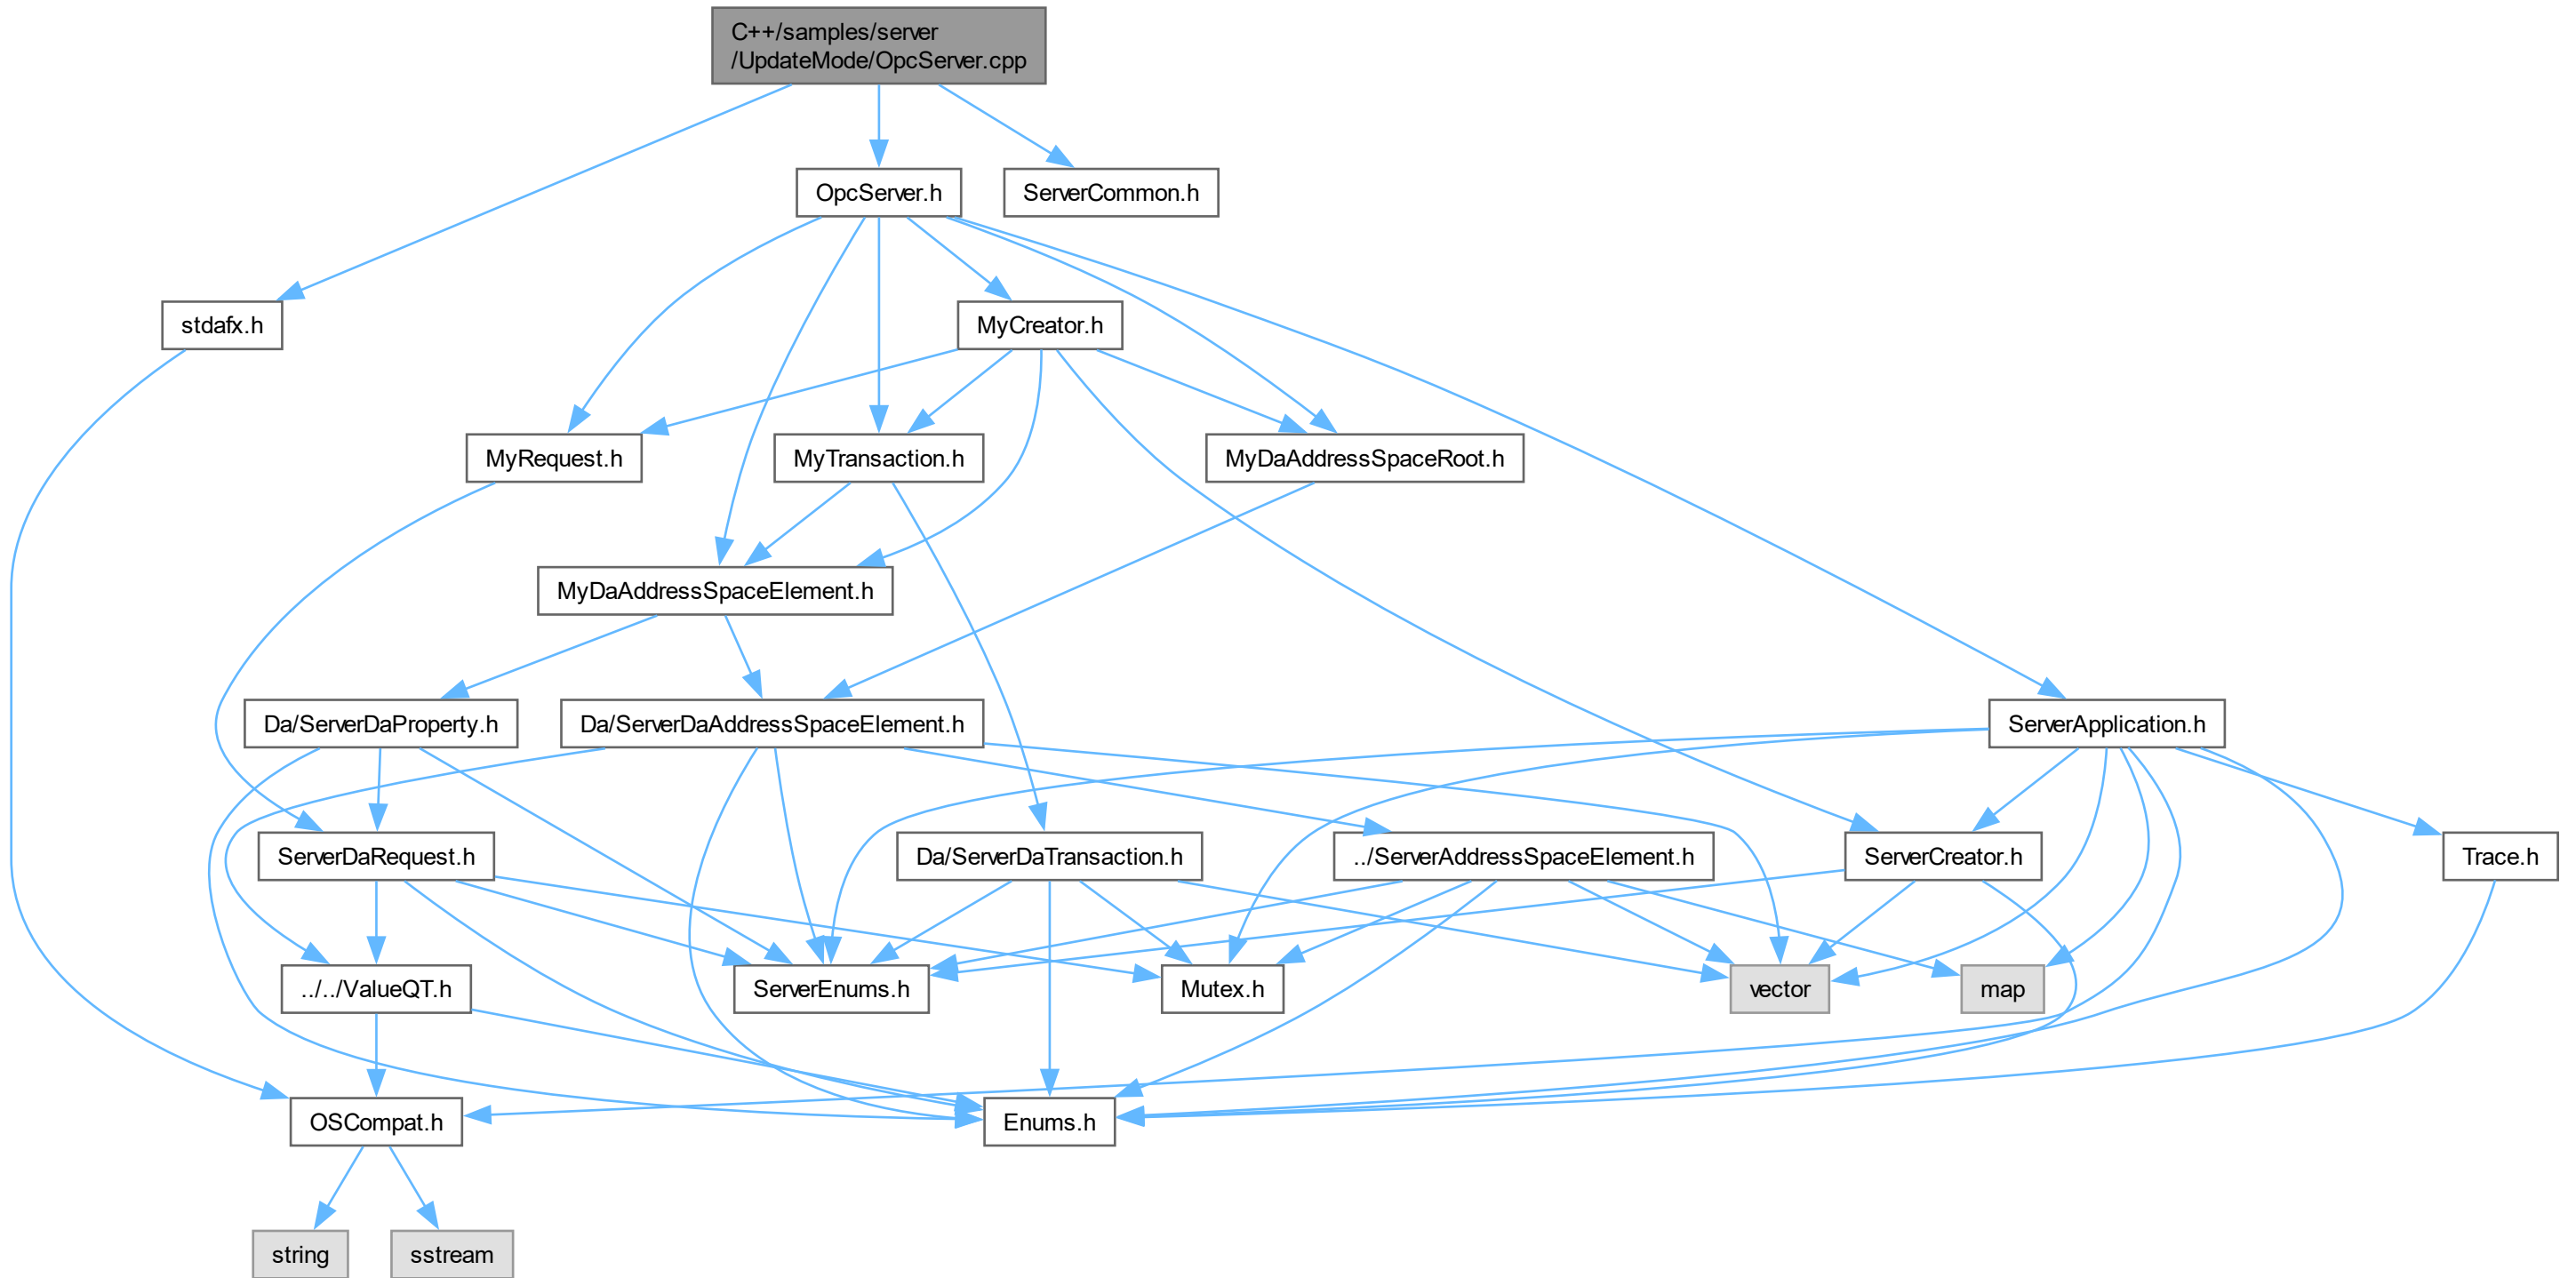 C++/samples/server
/UpdateMode/OpcServer.cpp
OpcServer.h
ServerCommon.h
stdafx.h
MyCreator.h
MyRequest.h
MyTransaction.h
MyDaAddressSpaceRoot.h
MyDaAddressSpaceElement.h
Da/ServerDaProperty.h
Da/ServerDaAddressSpaceElement.h
ServerApplication.h
ServerDaRequest.h
Da/ServerDaTransaction.h
../ServerAddressSpaceElement.h
ServerCreator.h
Trace.h
../../ValueQT.h
ServerEnums.h
Mutex.h
vector
map
OSCompat.h
Enums.h
string
sstream